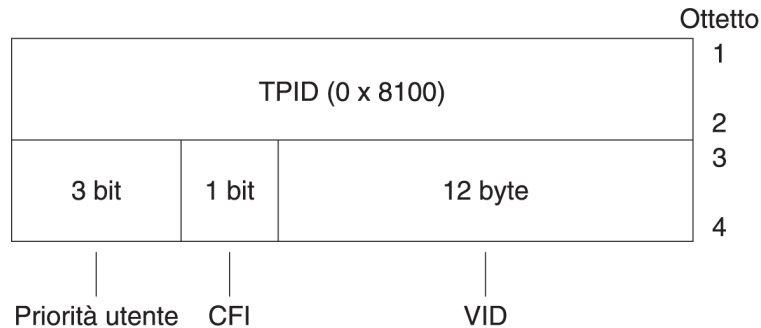 Ottetto
1
TPID (0 x 8100)
2
3
3 bit 1 bit 12 byte
4
Priorità utente CFI VID